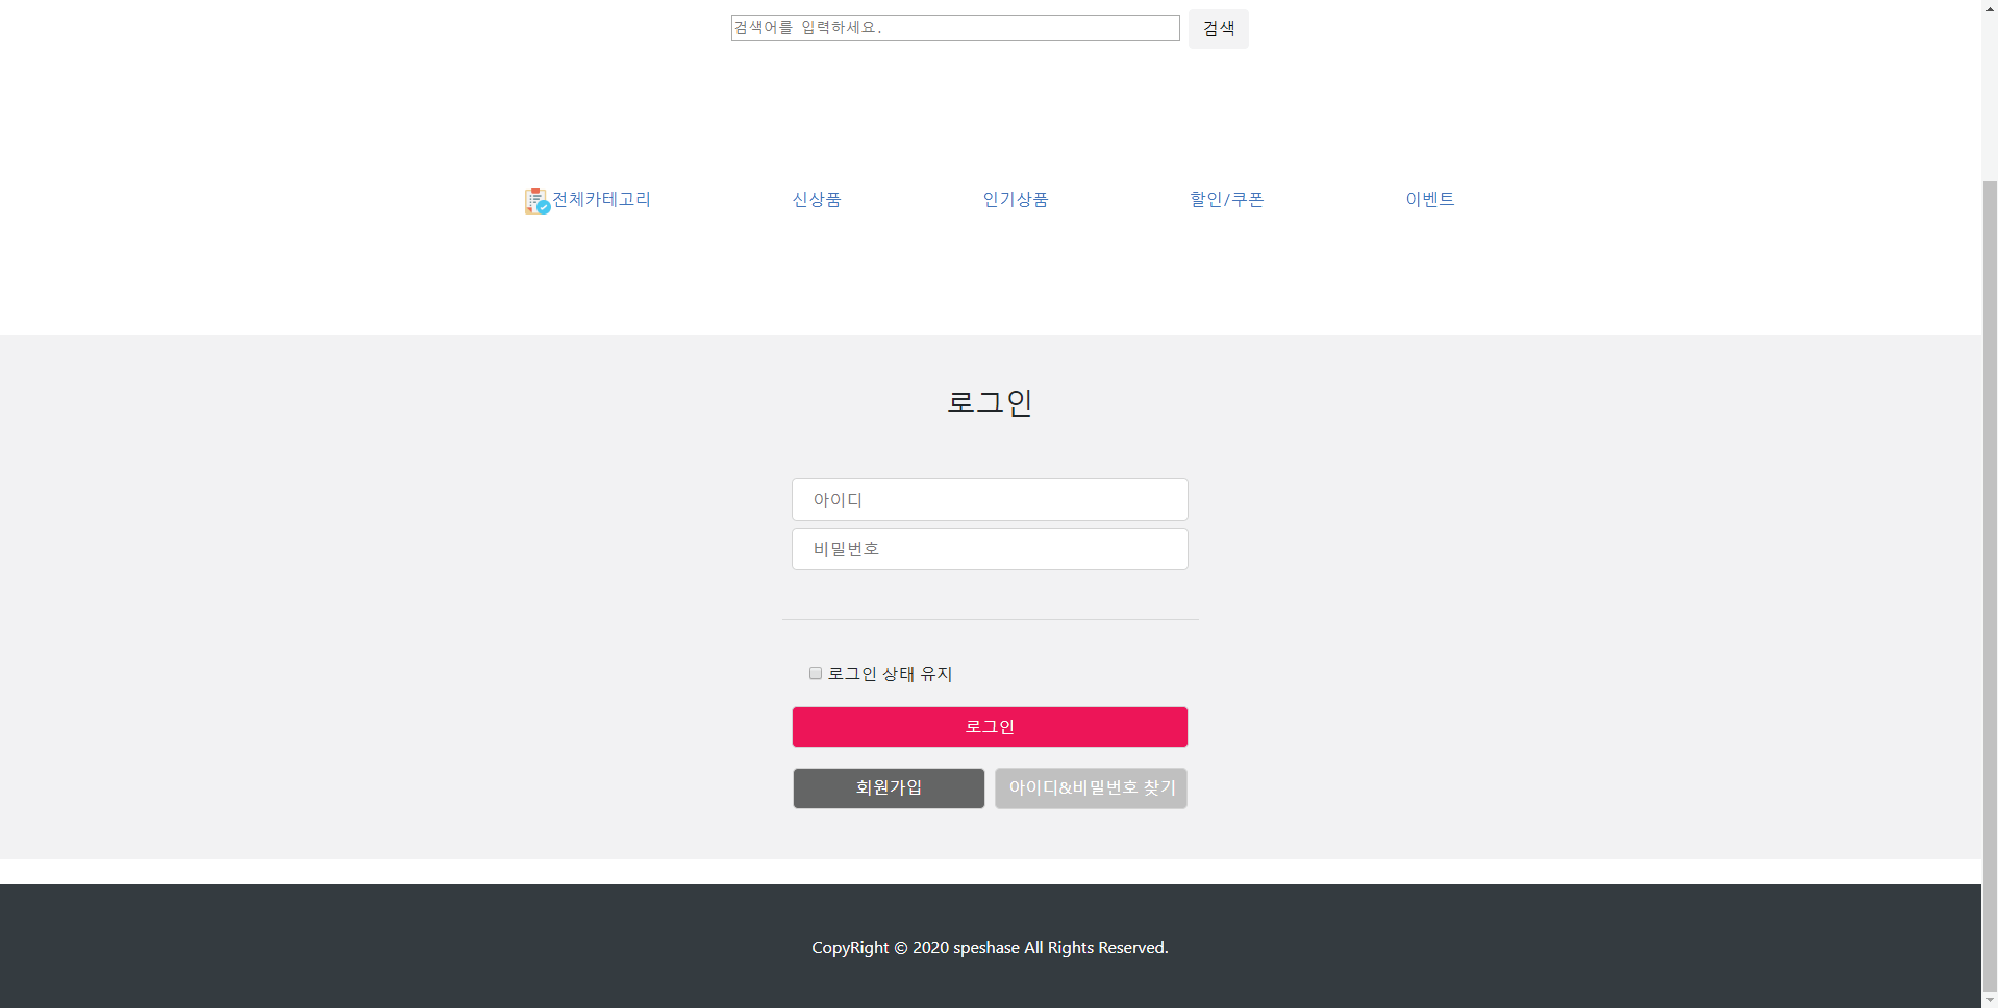 검색어를 입력하세요.
검색
전체카테고리
신상품
인기상품
할인/쿠폰
이벤트
로그인
아이디
비밀번호
로그인 상태 유지
로그인
회원가입
아이디&비밀번호 찾기
CopyRight © 2020 speshase All Rights Reserved.